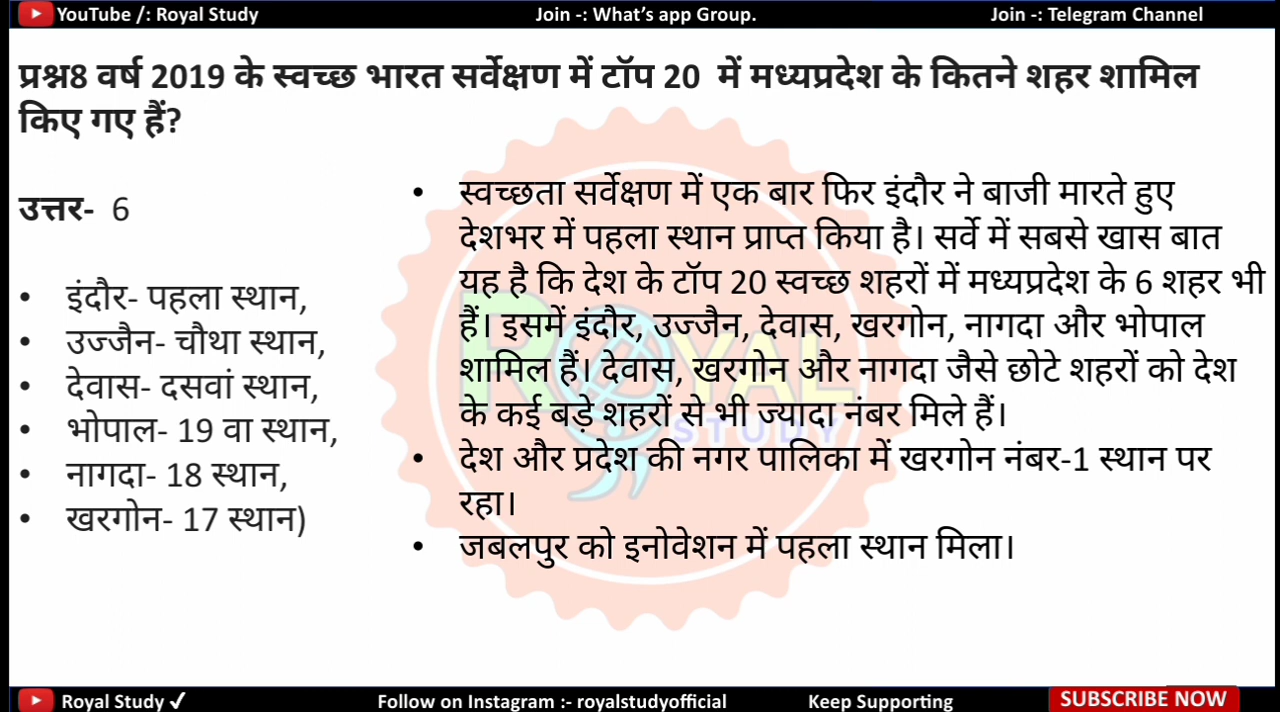 YouTube /: Royal Study Join -: What’s app Group. Join -: Telegram Channel
प्रश्न8 वर्ष 2019 के स्वच्छ भारत सर्वेक्षण में टॉप 20 में मध्यप्रदेश के कितने शहर शामिल
किए गए हैं?
उत्तर- 6
• इंदौर- पहला स्थान,
• उज्जैन- चौथा स्थान,
• देवास- दसवां स्थान,
• भोपाल- 19 वा स्थान,
• नागदा- 18 स्थान,
• खरगोन- 17 स्थान)
• स्वच्छता सर्वेक्षण में एक बार फिर इंदौर ने बाजी मारते हुए
देशभर में पहला स्थान प्राप्त किया है। सर्वे में सबसे खास बात
यह है कि देश के टॉप 20 स्वच्छ शहरों में मध्यप्रदेश के 6 शहर भी
हैं। इसमें इंदौर, उज्जैन, देवास, खरगोन, नागदा और भोपाल
शामिल हैं। देवास, खरगोन और नागदा जैसे छोटे शहरों को देश
के कई बड़े शहरों से भी ज्यादा नंबर मिले हैं।
• देश और प्रदेश की नगर पालिका में खरगोन नंबर-1 स्थान पर
रहा।
• जबलपुर को इनोवेशन में पहला स्थान मिला।
ROYAL
STUDY
Royal Study ✓ Follow on Instagram :- royalstudyofficial Keep Supporting SUBSCRIBE NOW